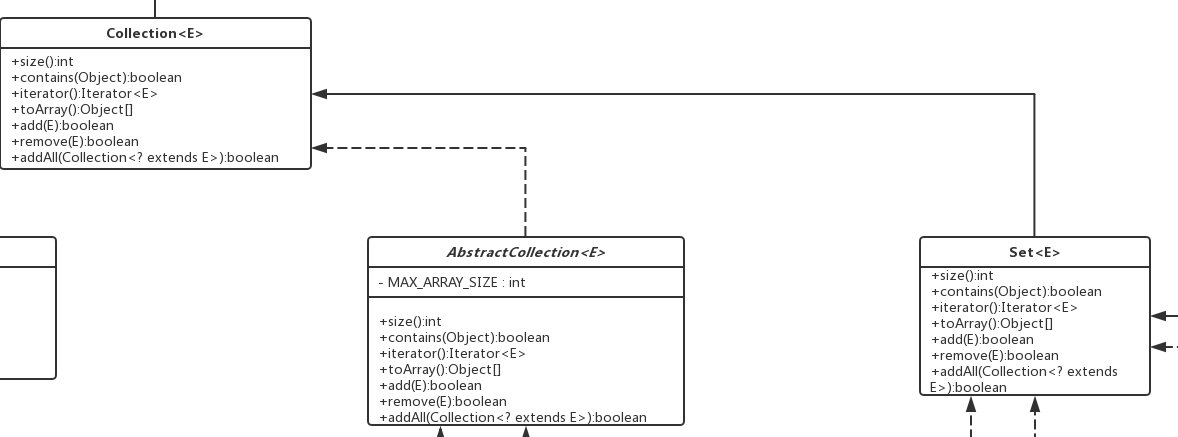 Collection<E>
+size():int
+contains(Object):boolean
+iterator():Iterator<E>
+toArray():Object[]
+add(E):boolean
+remove(E):boolean
+addAll(Collection<? extends E>):boolean
AbstractCollection<E>
- MAX_ARRAY_SIZE : int
+size():int
+contains(Object):boolean
+iterator():Iterator<E>
+toArray():Object[]
+add(E):boolean
+remove(E):boolean
+addAll(Collection<? extends E>):boolean
Set<E>
+size():int
+contains(Object):boolean
+iterator():Iterator<E>
+toArray():Object[]
+add(E):boolean
+remove(E):boolean
+addAll(Collection<? extends
E>):boolean